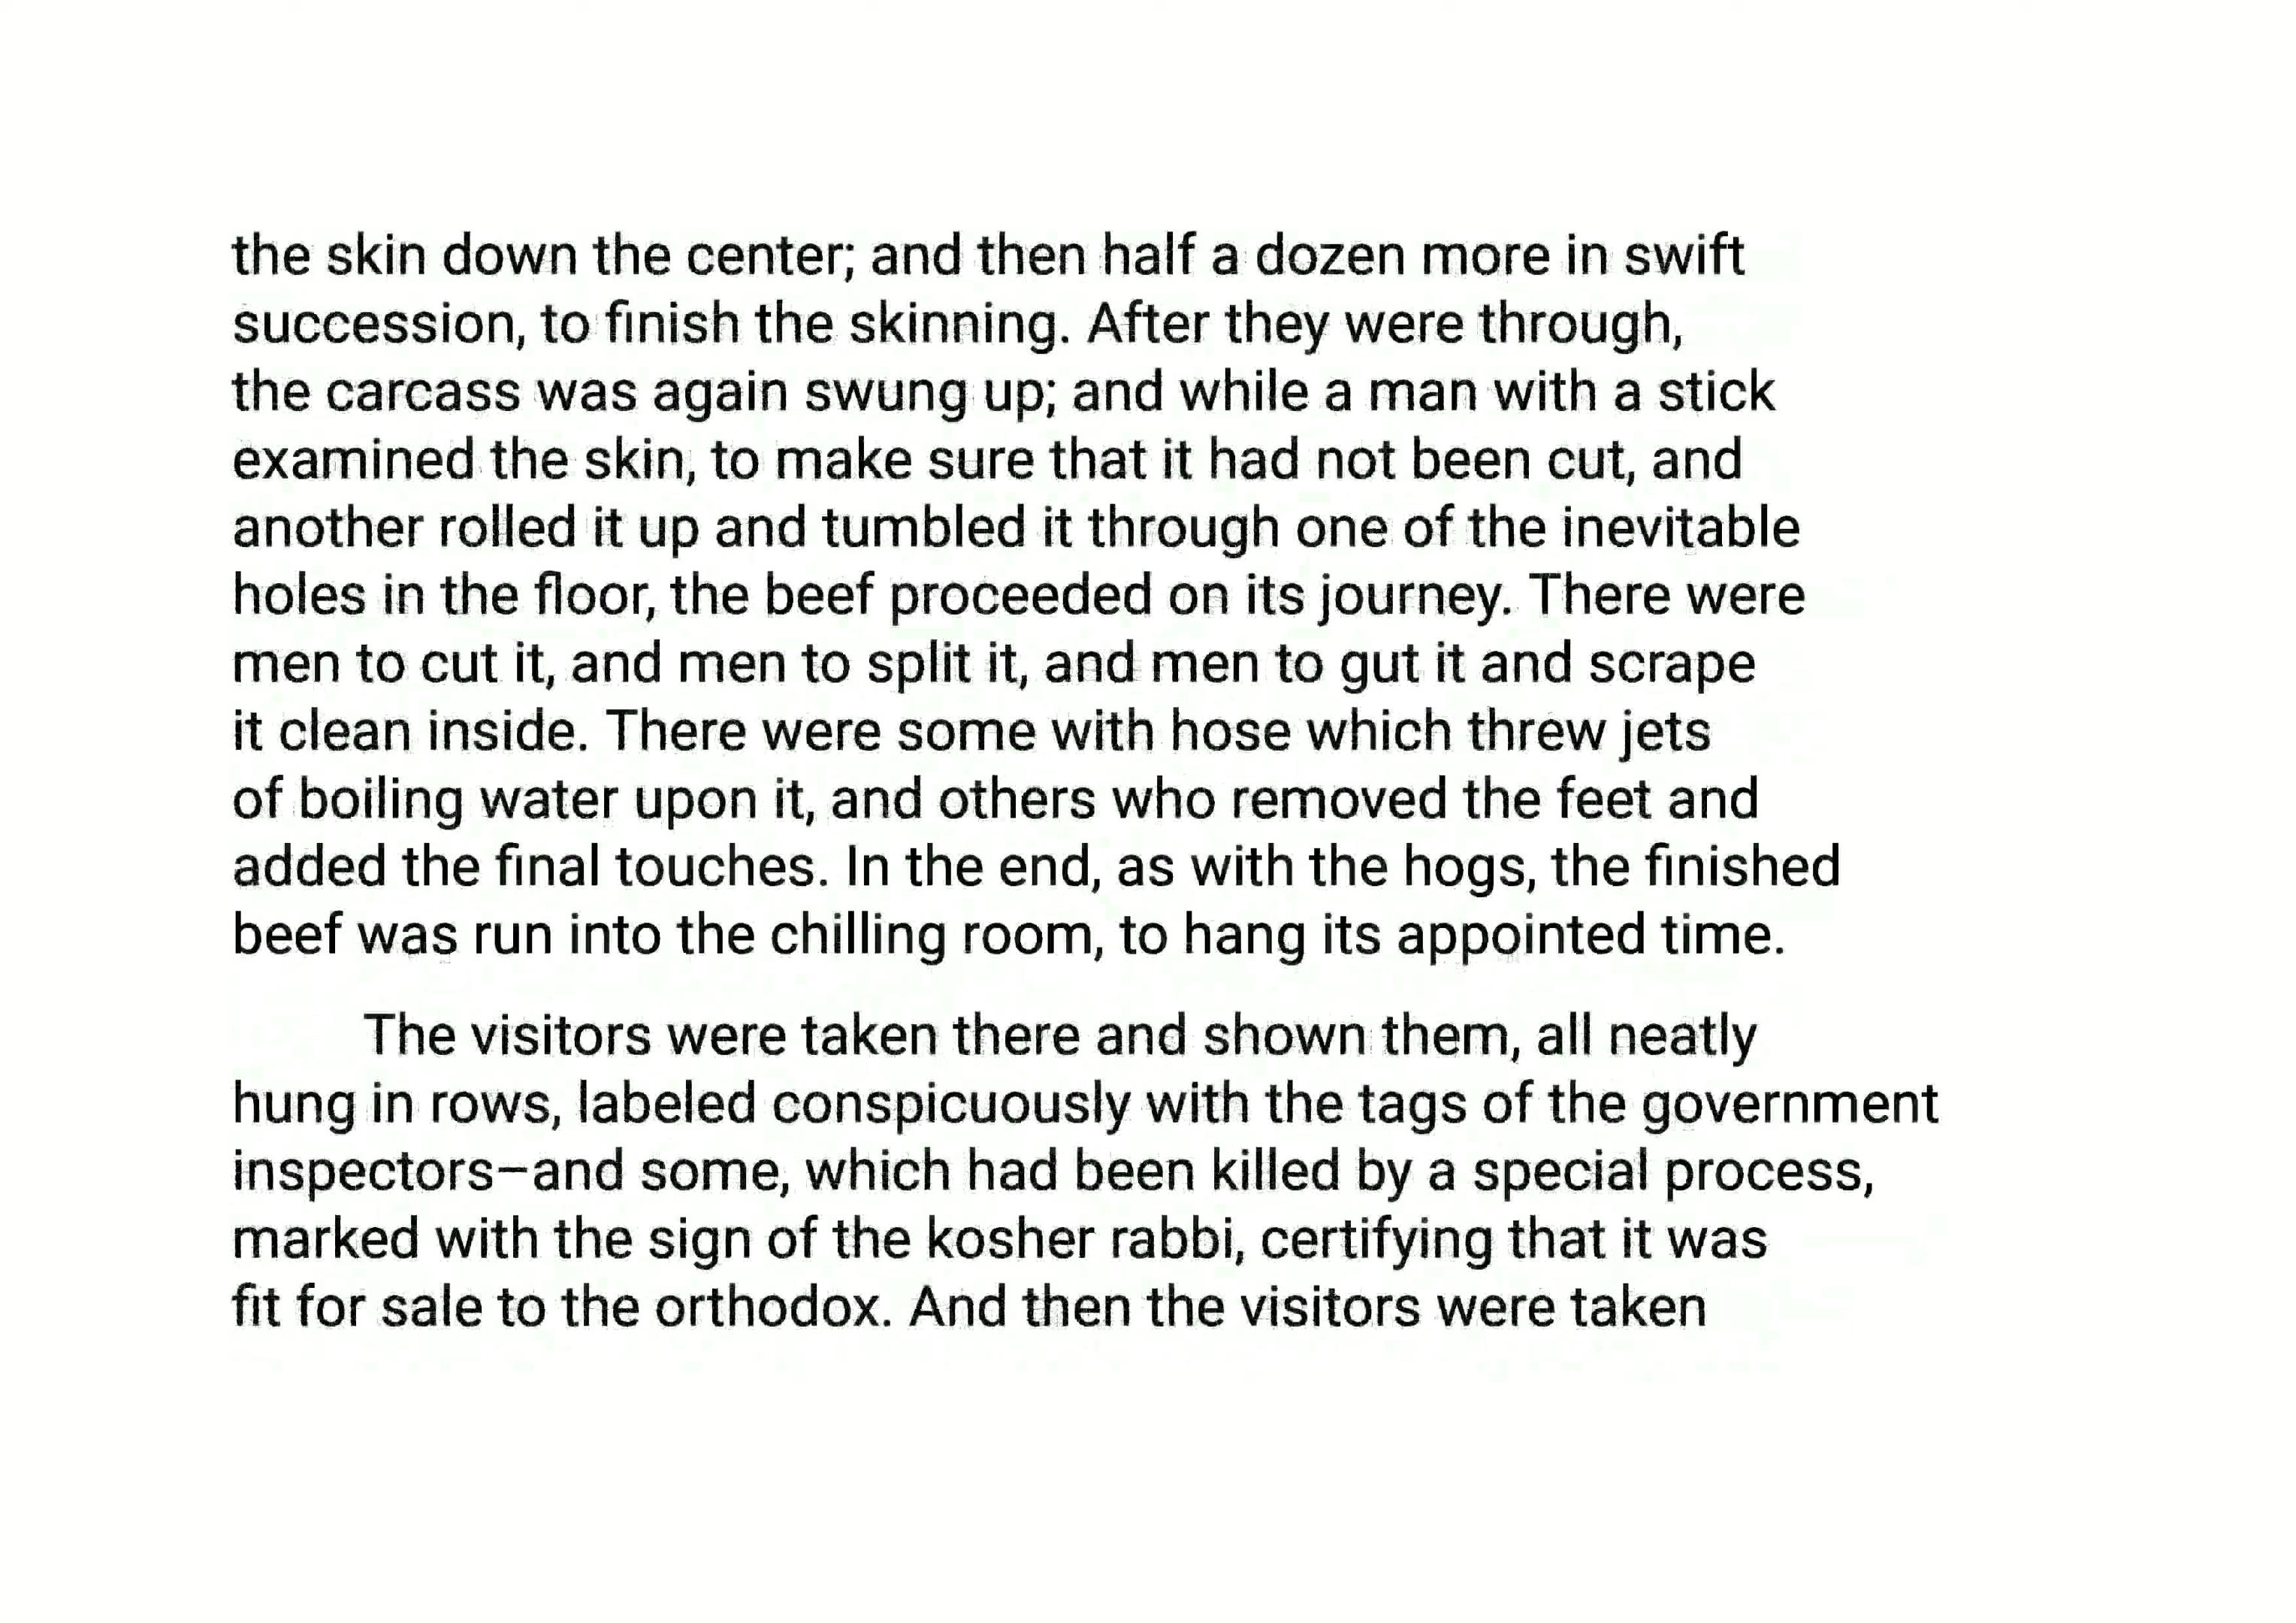 the skin down the center; and then half a dozen more in swift
succession, to finish the skinning. After they were through,
the carcass was again swung up; and while a man with a stick
examined the skin, to make sure that it had not been cut, and
another rolled it up and tumbled it through one of the inevitable
holes in the floor, the beef proceeded on its journey. There were
men to cut it, and men to split it, and men to gut it and scrape
it clean inside. There were some with hose which threw jets
of boiling water upon it, and others who removed the feet and
added the final touches. In the end, as with the hogs, the finished
beef was run into the chilling room, to hang its appointed time.
The visitors were taken there and shown them, all neatly
hung in rows, labeled conspicuously with the tags of the government
inspectors—and some, which had been killed by a special process,
marked with the sign of the kosher rabbi, certifying that it was
fit for sale to the orthodox. And then the visitors were taken